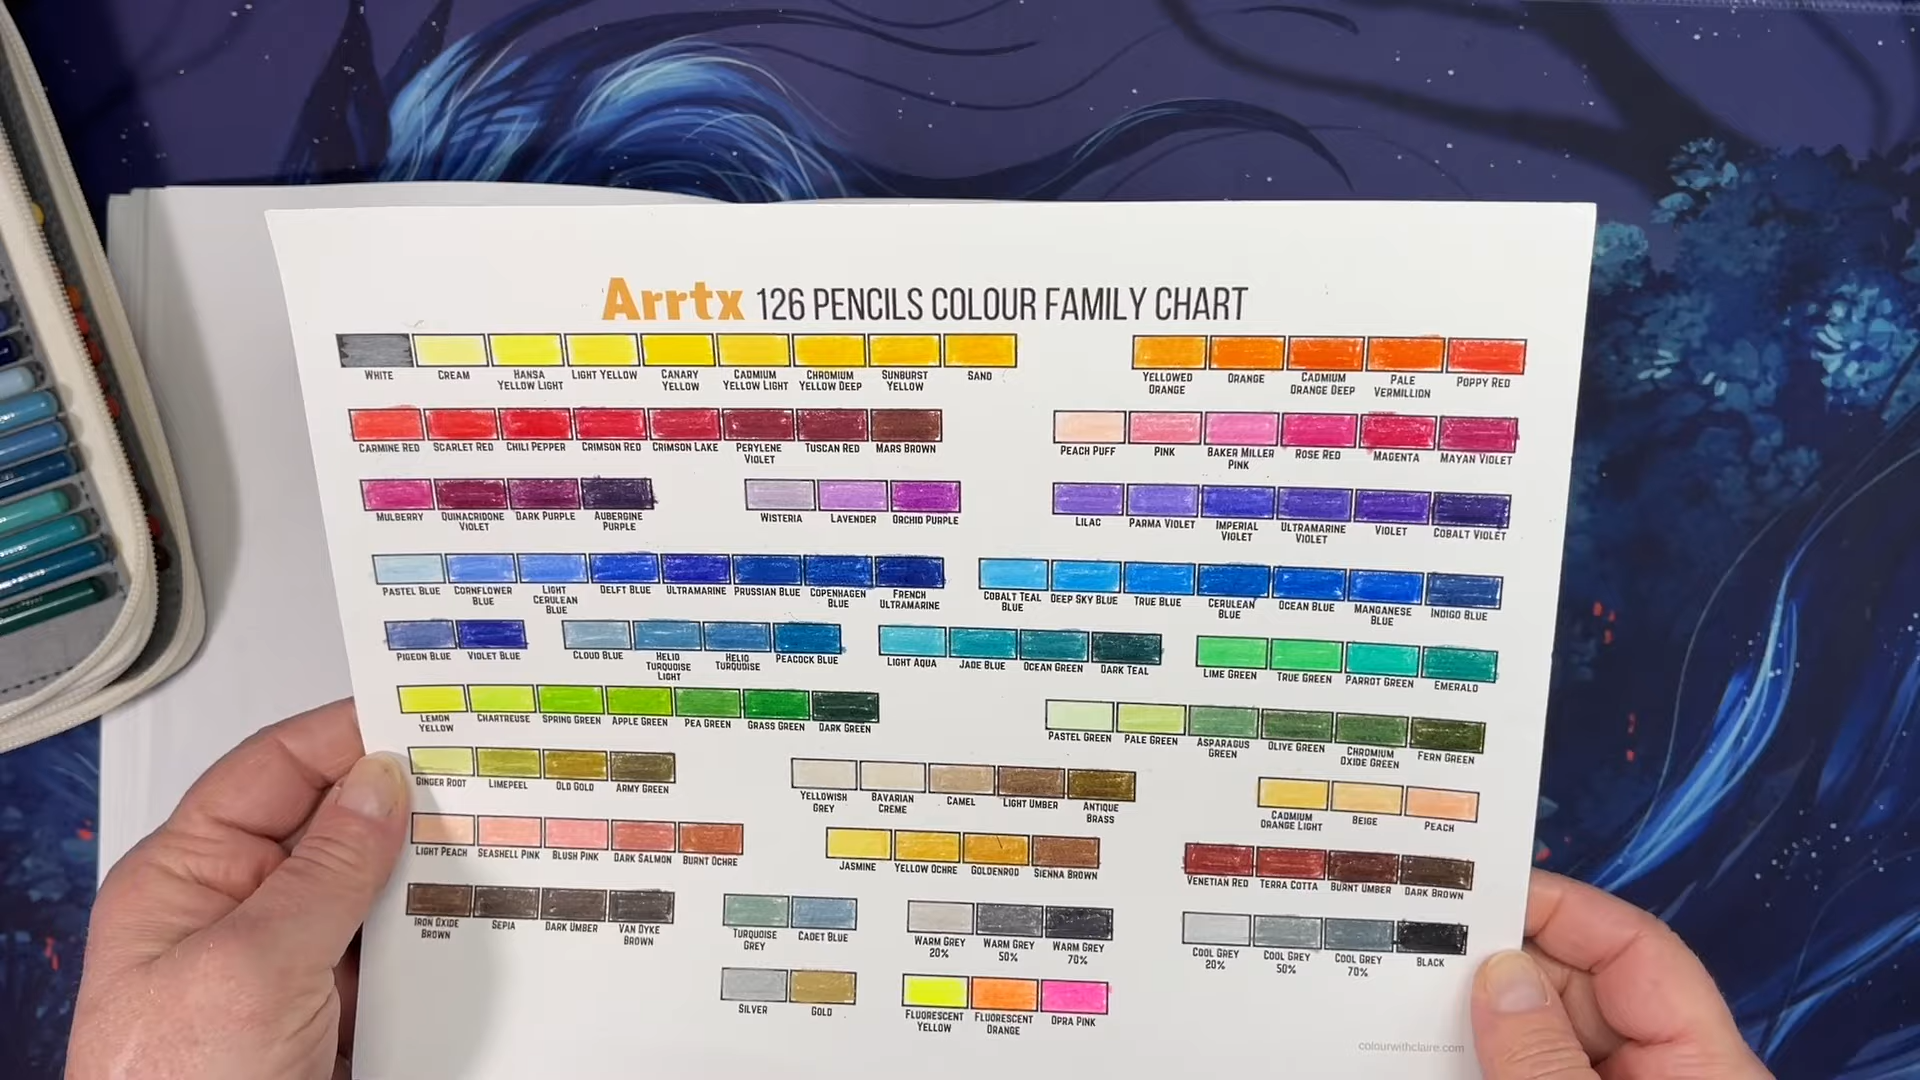 Arrtx 126 PENCILS COLOUR FAMILY CHART
WHITE
CREAM
HANSA
YELLOW LIGHT
LIGHT YELLOW
CANARY
YELLOW
CADMIUM
YELLOW LIGHT
CHROMIUM
YELLOW DEEP
SUNBURST
YELLOW
SAND
YELLOWED
ORANGE
ORANGE
CADMIUM
ORANGE DEEP
PALE
VERMILLION
POPPY RED
CARMINE RED
SCARLET RED
CHILI PEPPER
CRIMSON RED
CRIMSON LAKE
PERYLENE
VIOLET
TUSCAN RED
MARS BROWN
PEACH PUFF
PINK
BAKER MILLER
PINK
ROSE RED
MAGENTA
MAYAN VIOLET
MULBERRY
QUINACRIDONE
VIOLET
DARK PURPLE
AUBERGINE
PURPLE
WISTERIA
LAVENDER
ORCHID PURPLE
LILAC
PARMA VIOLET
IMPERIAL
VIOLET
ULTRAMARINE
VIOLET
VIOLET
COBALT VIOLET
PASTEL BLUE
CORNFLOWER
BLUE
LIGHT
CERULEAN
BLUE
DELFT BLUE
ULTRAMARINE
PRUSSIAN BLUE
COPENHAGEN
BLUE
FRENCH
ULTRAMARINE
COBALT TEAL
BLUE
DEEP SKY BLUE
TRUE BLUE
CERULEAN
BLUE
OCEAN BLUE
MANGANESE
BLUE
INDIGO BLUE
PIGEON BLUE
VIOLET BLUE
CLOUD BLUE
HELIO
TURQUOISE
LIGHT
HELIO
TURQUOISE
PEACOCK BLUE
LIGHT AQUA
JADE BLUE
OCEAN GREEN
DARK TEAL
LIME GREEN
TRUE GREEN
PARROT GREEN
EMERALD
LEMON
YELLOW
CHARTREUSE
SPRING GREEN
APPLE GREEN
PEA GREEN
GRASS GREEN
DARK GREEN
PASTEL GREEN
PALE GREEN
ASPARAGUS
GREEN
OLIVE GREEN
CHROMIUM
OXIDE GREEN
FERN GREEN
GINGER ROOT
LIMEPEEL
OLD GOLD
ARMY GREEN
YELLOWISH
GREY
BAVARIAN
CREME
CAMEL
LIGHT UMBER
ANTIQUE
BRASS
CADMIUM
ORANGE LIGHT
BEIGE
PEACH
LIGHT PEACH
SEASHELL PINK
BLUSH PINK
DARK SALMON
BURNT OCHRE
JASMINE
YELLOW OCHRE
GOLDENROD
SIENNA BROWN
VENETIAN RED
TERRA COTTA
BURNT UMBER
DARK BROWN
IRON OXIDE
BROWN
SEPIA
DARK UMBER
VAN DYKE
BROWN
TURQUOISE
GREY
CADET BLUE
WARM GREY
20%
WARM GREY
50%
WARM GREY
70%
COOL GREY
20%
COOL GREY
50%
COOL GREY
70%
BLACK
SILVER
GOLD
FLUORESCENT
YELLOW
FLUORESCENT
ORANGE
OPRA PINK
colourwithclaire.com